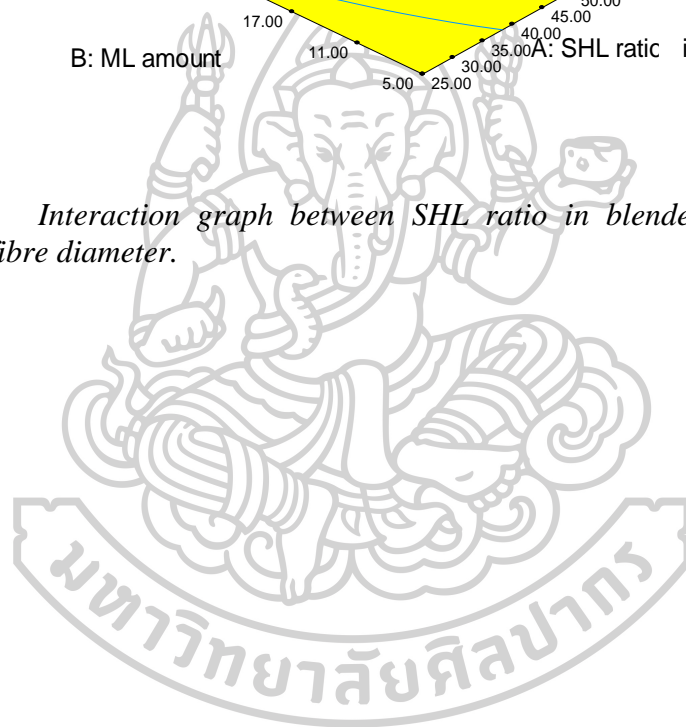 50.00
45.00
17.00
40.00
11.00
35.00 A: SHL ratio
B: ML amount
30.00
5.00 25.00
Interaction graph between SHL ratio in
fibre diameter.
มหาวิทยาลัยศิลปากร